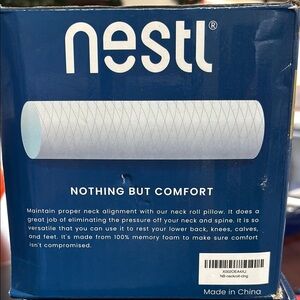 nestl®
NOTHING BUT COMFORT
Maintain proper neck alignment with our neck roll pillow. It does a
great job of eliminating the pressure off your neck and spine. It is so
versatile that you can use it to rest your lower back, knees, calves,
and feet. It's made from 100% memory foam to make sure comfort
isn't compromised.
NB-neckroll-clng
Made in China